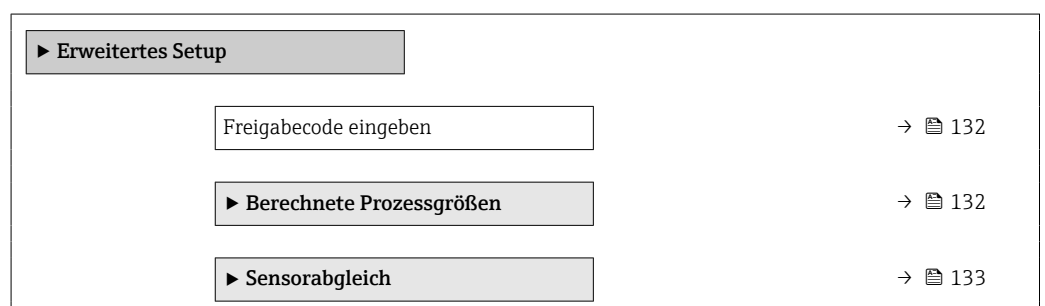 ▶ Erweitertes Setup
Freigabecode eingeben → 132
▶ Berechnete Prozessgrößen → 132
▶ Sensorabgleich → 133